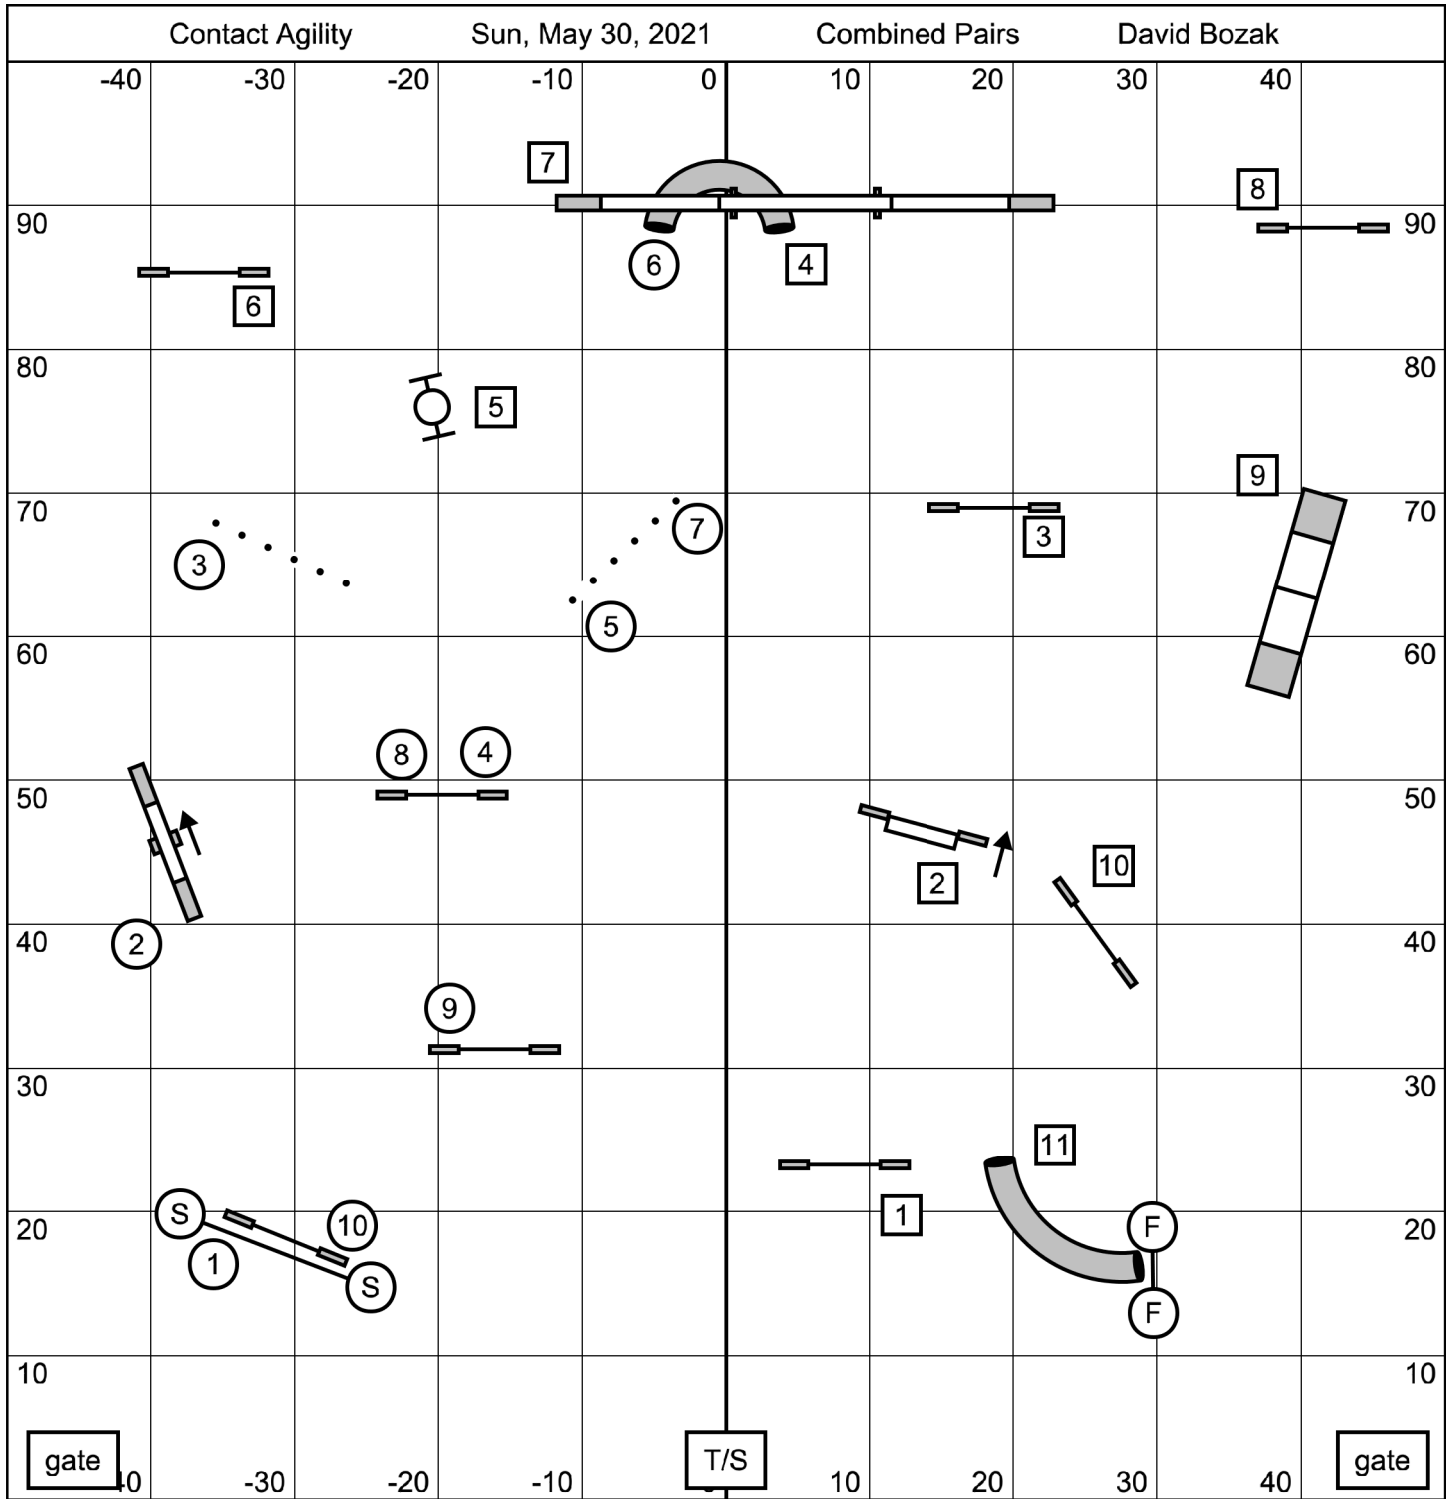 Contact Agility Sun, May 30, 2021 Combined Pairs David Bozak
-40 -30 -20 -10 0 10 20 30 40
7
8
90 6 4 90
6
80 80
5
9
70 7 3 70
3
5
60 60
8 4
50 50
10
2
40 2 40
9
30 30
11
20 S 10 1 F 20
1
S
F
10 10
gate T/S gate
40 -30 -20 -10 10 20 30 40